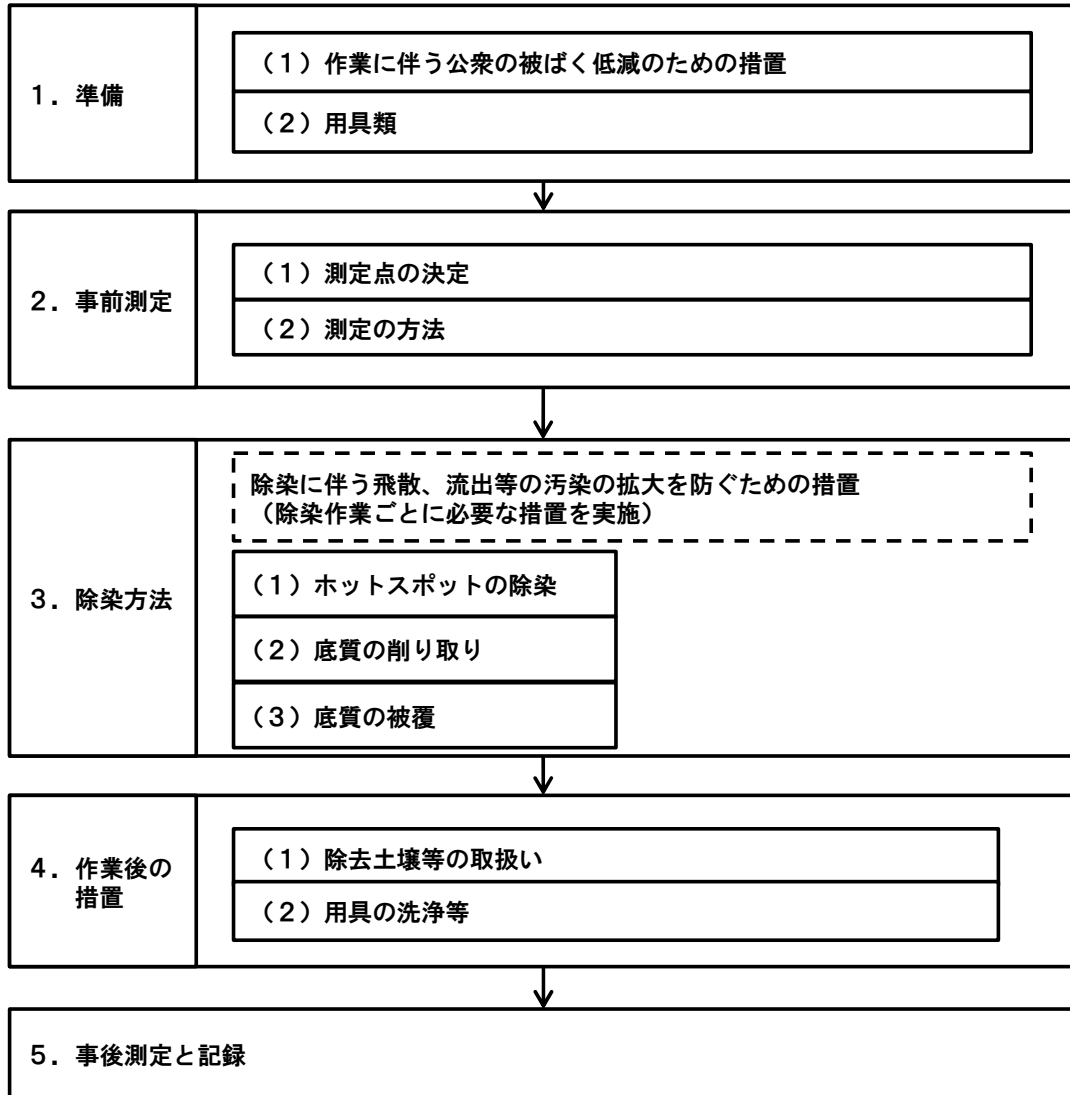 1．準備
（1）作業に伴う公衆の被ばく低減のための措置
（2）用具類
2．事前測定
（1）測定点の決定
（2）測定の方法
3．除染方法
除染に伴う飛散、流出等の汚染の拡大を防ぐための措置
（除染作業ごとに必要な措置を実施）
（1）ホットスポットの除染
（2）底質の削り取り
（3）底質の被覆
4．作業後の
措置
（1）除去土壌等の取扱い
（2）用具の洗浄等
5．事後測定と記録